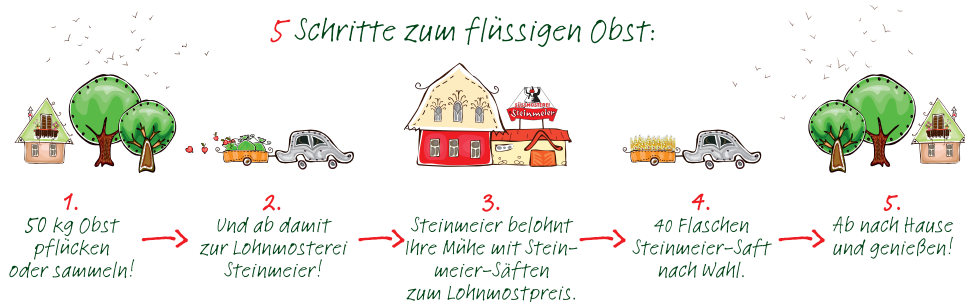 5 Schritte zum flüssigen Obst:
SÜSSMOSTEREI
Steinmeier
1.
50 kg Obst
pflücken
oder sammeln!
2.
Und ab damit
zur Lohnmosterei
Steinmeier!
3.
Steinmeier belohnt
Ihre Mühe mit Stein-
meier-Säften
zum Lohnmostpreis.
4.
40 Flaschen
Steinmeier-Saft
nach Wahl.
5.
Ab nach Hause
und genießen!